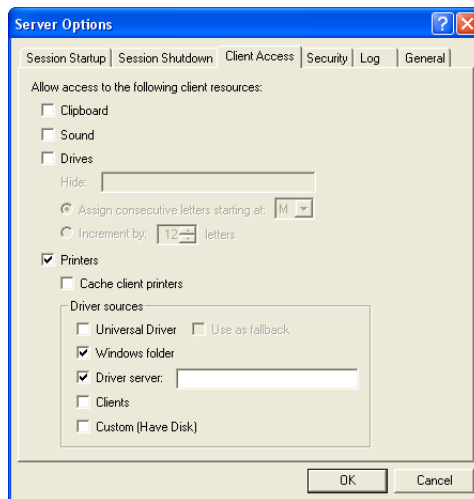 Server Options
Session Startup Session Shutdown Client Access Security Log General
Allow access to the following client resources:
Clipboard
Sound
Drives
Hide:
Assign consecutive letters starting at: M
Increment by: 12 letters
Printers
Cache client printers
Driver sources
Universal Driver Use as fallback
Windows folder
Driver server:
Clients
Custom (Have Disk)
OK Cancel